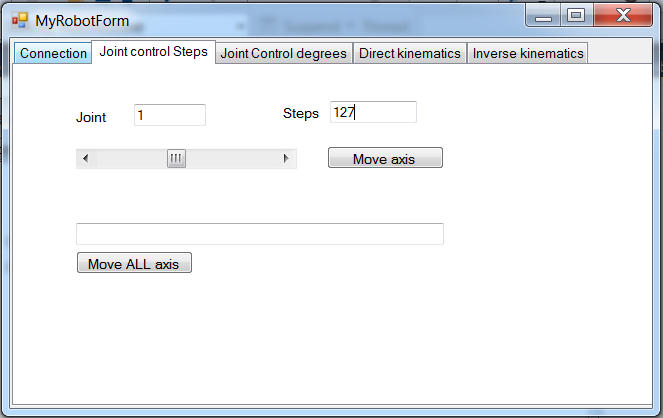 MyRobotForm
Connection Joint control Steps Joint Control degrees Direct kinematics Inverse kinematics
Joint 1 Steps 127
Move axis
Move ALL axis